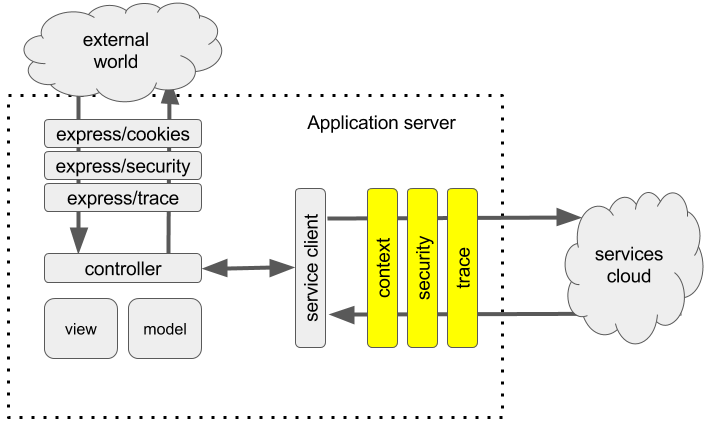 external
world
Application server
express/cookies
express/security
express/trace
controller
view
model
service client
context
security
trace
services
cloud